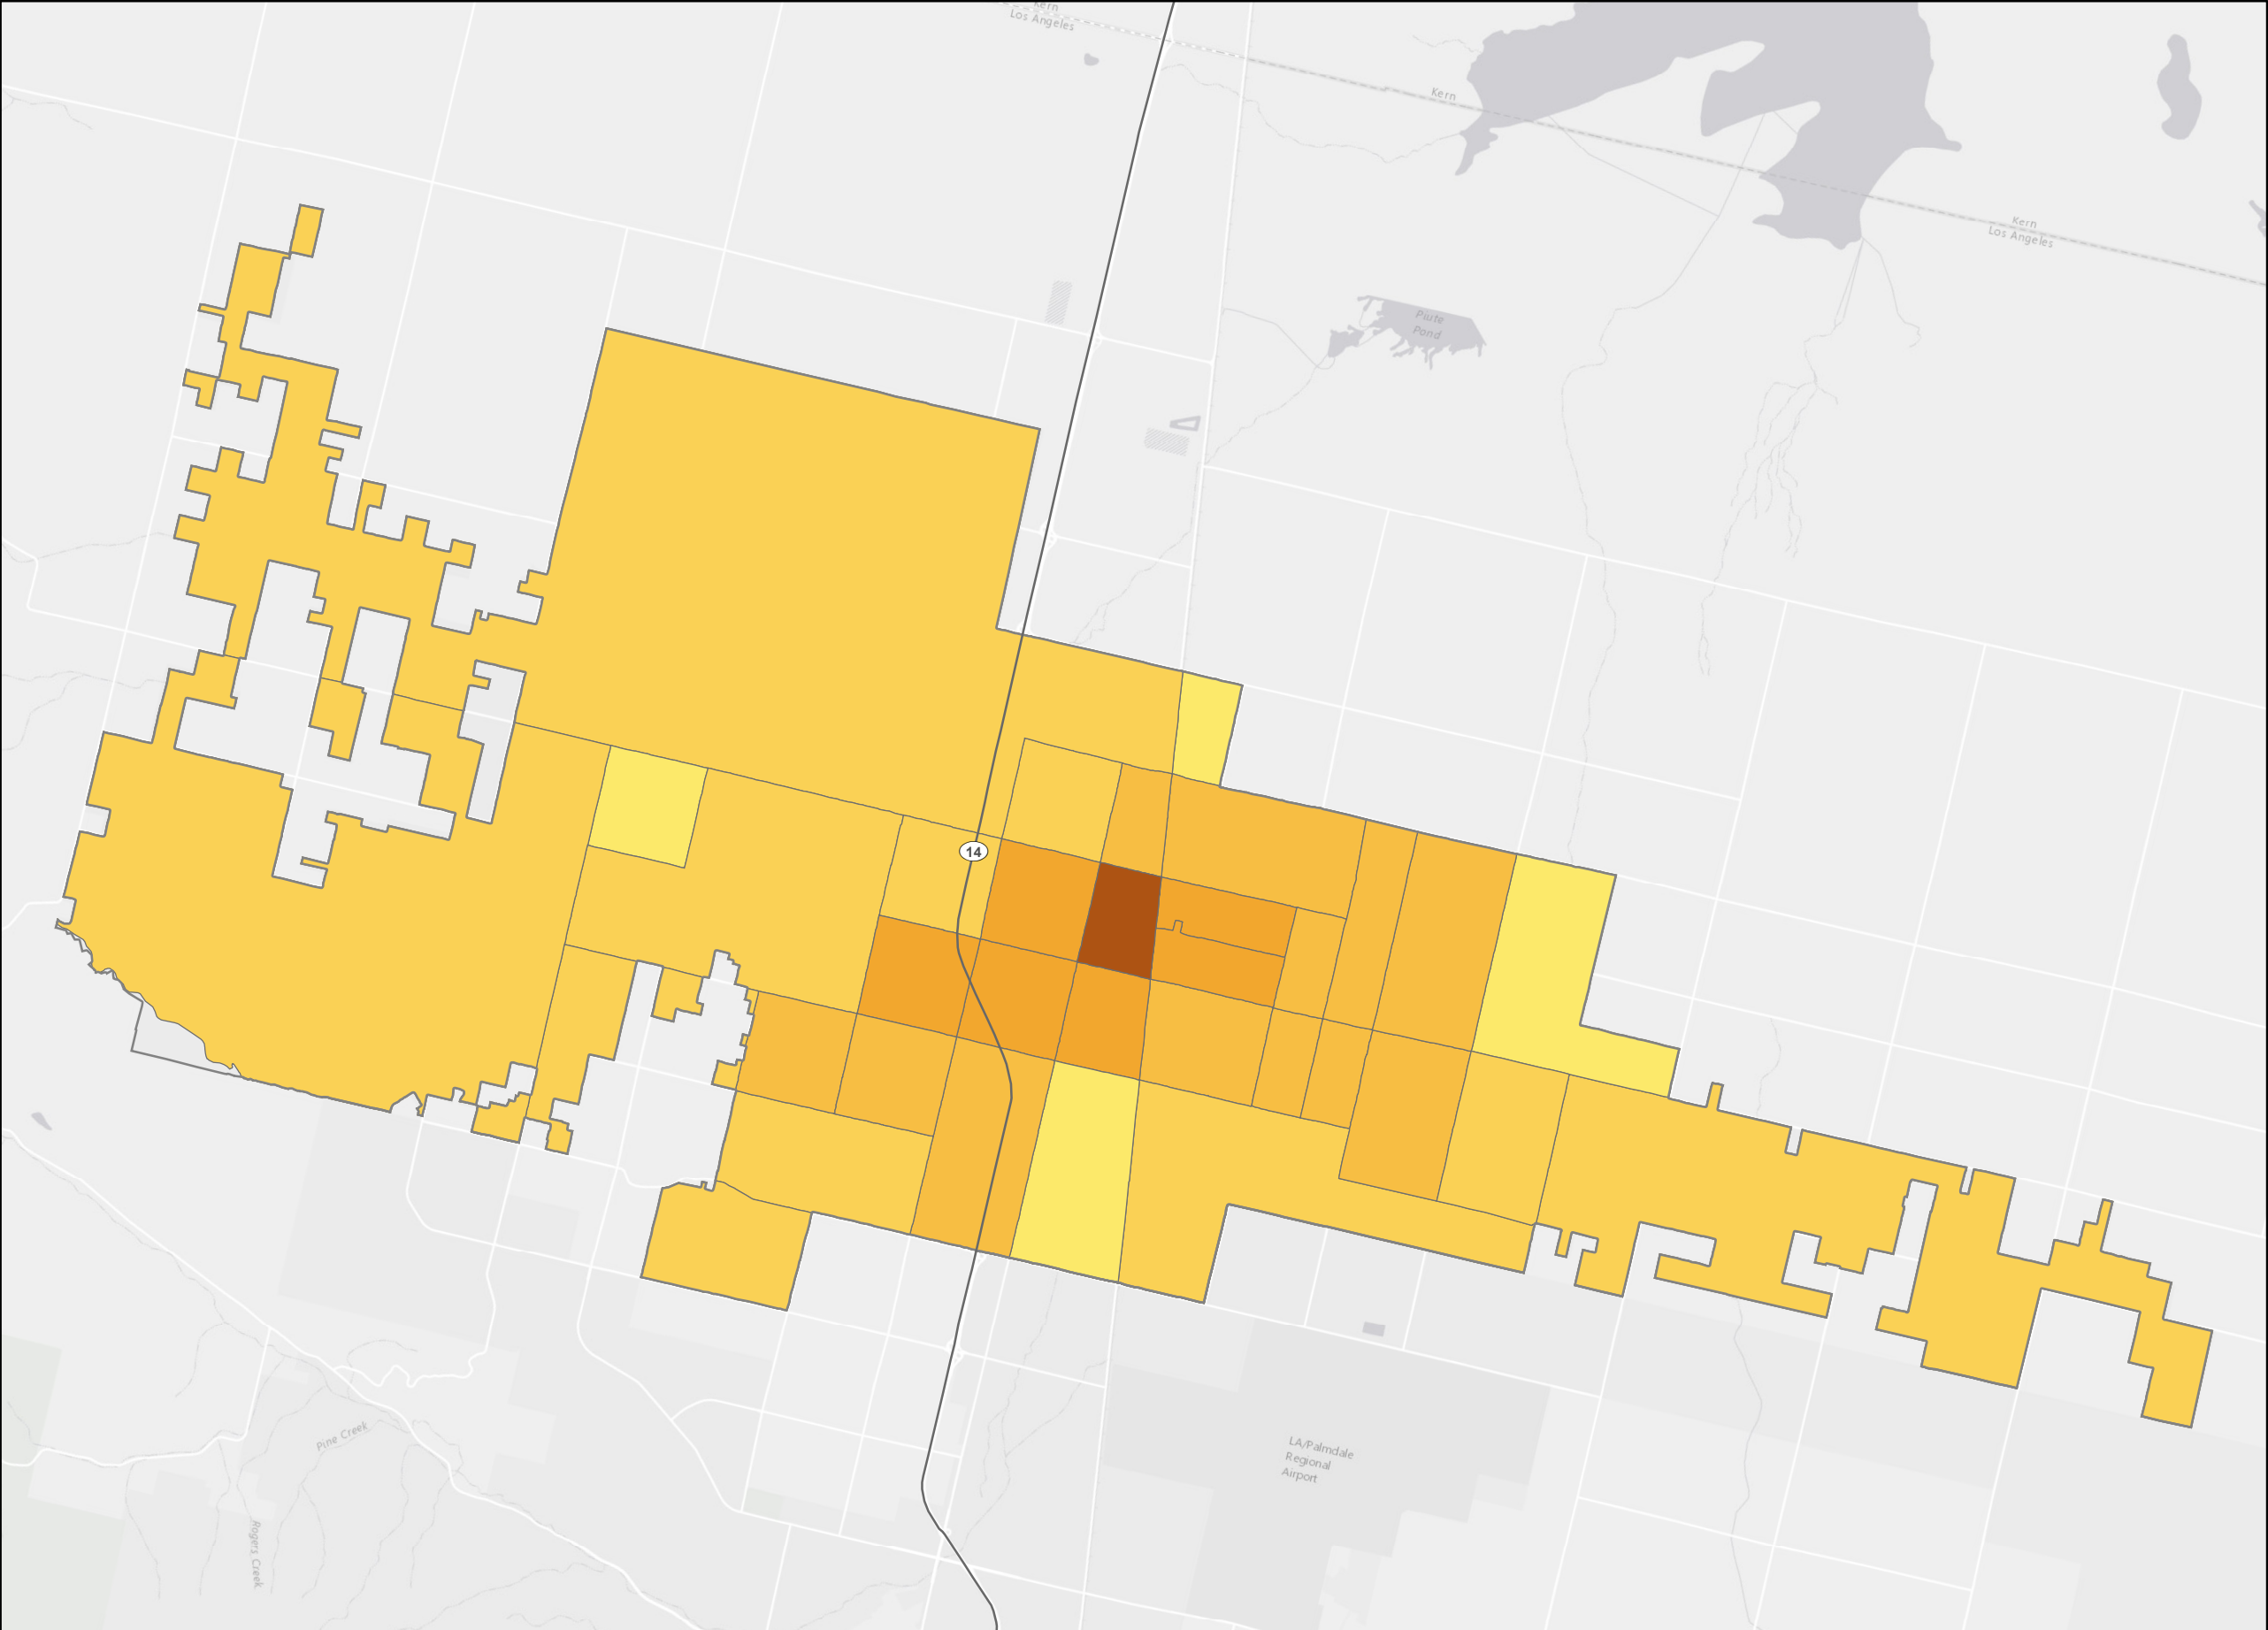 Kern
Los Angeles
Kern
Kern
Los Angeles
Piute
Pond
14
LA/Palmdale
Regional
Airport
Pine Creek
Rogers Creek